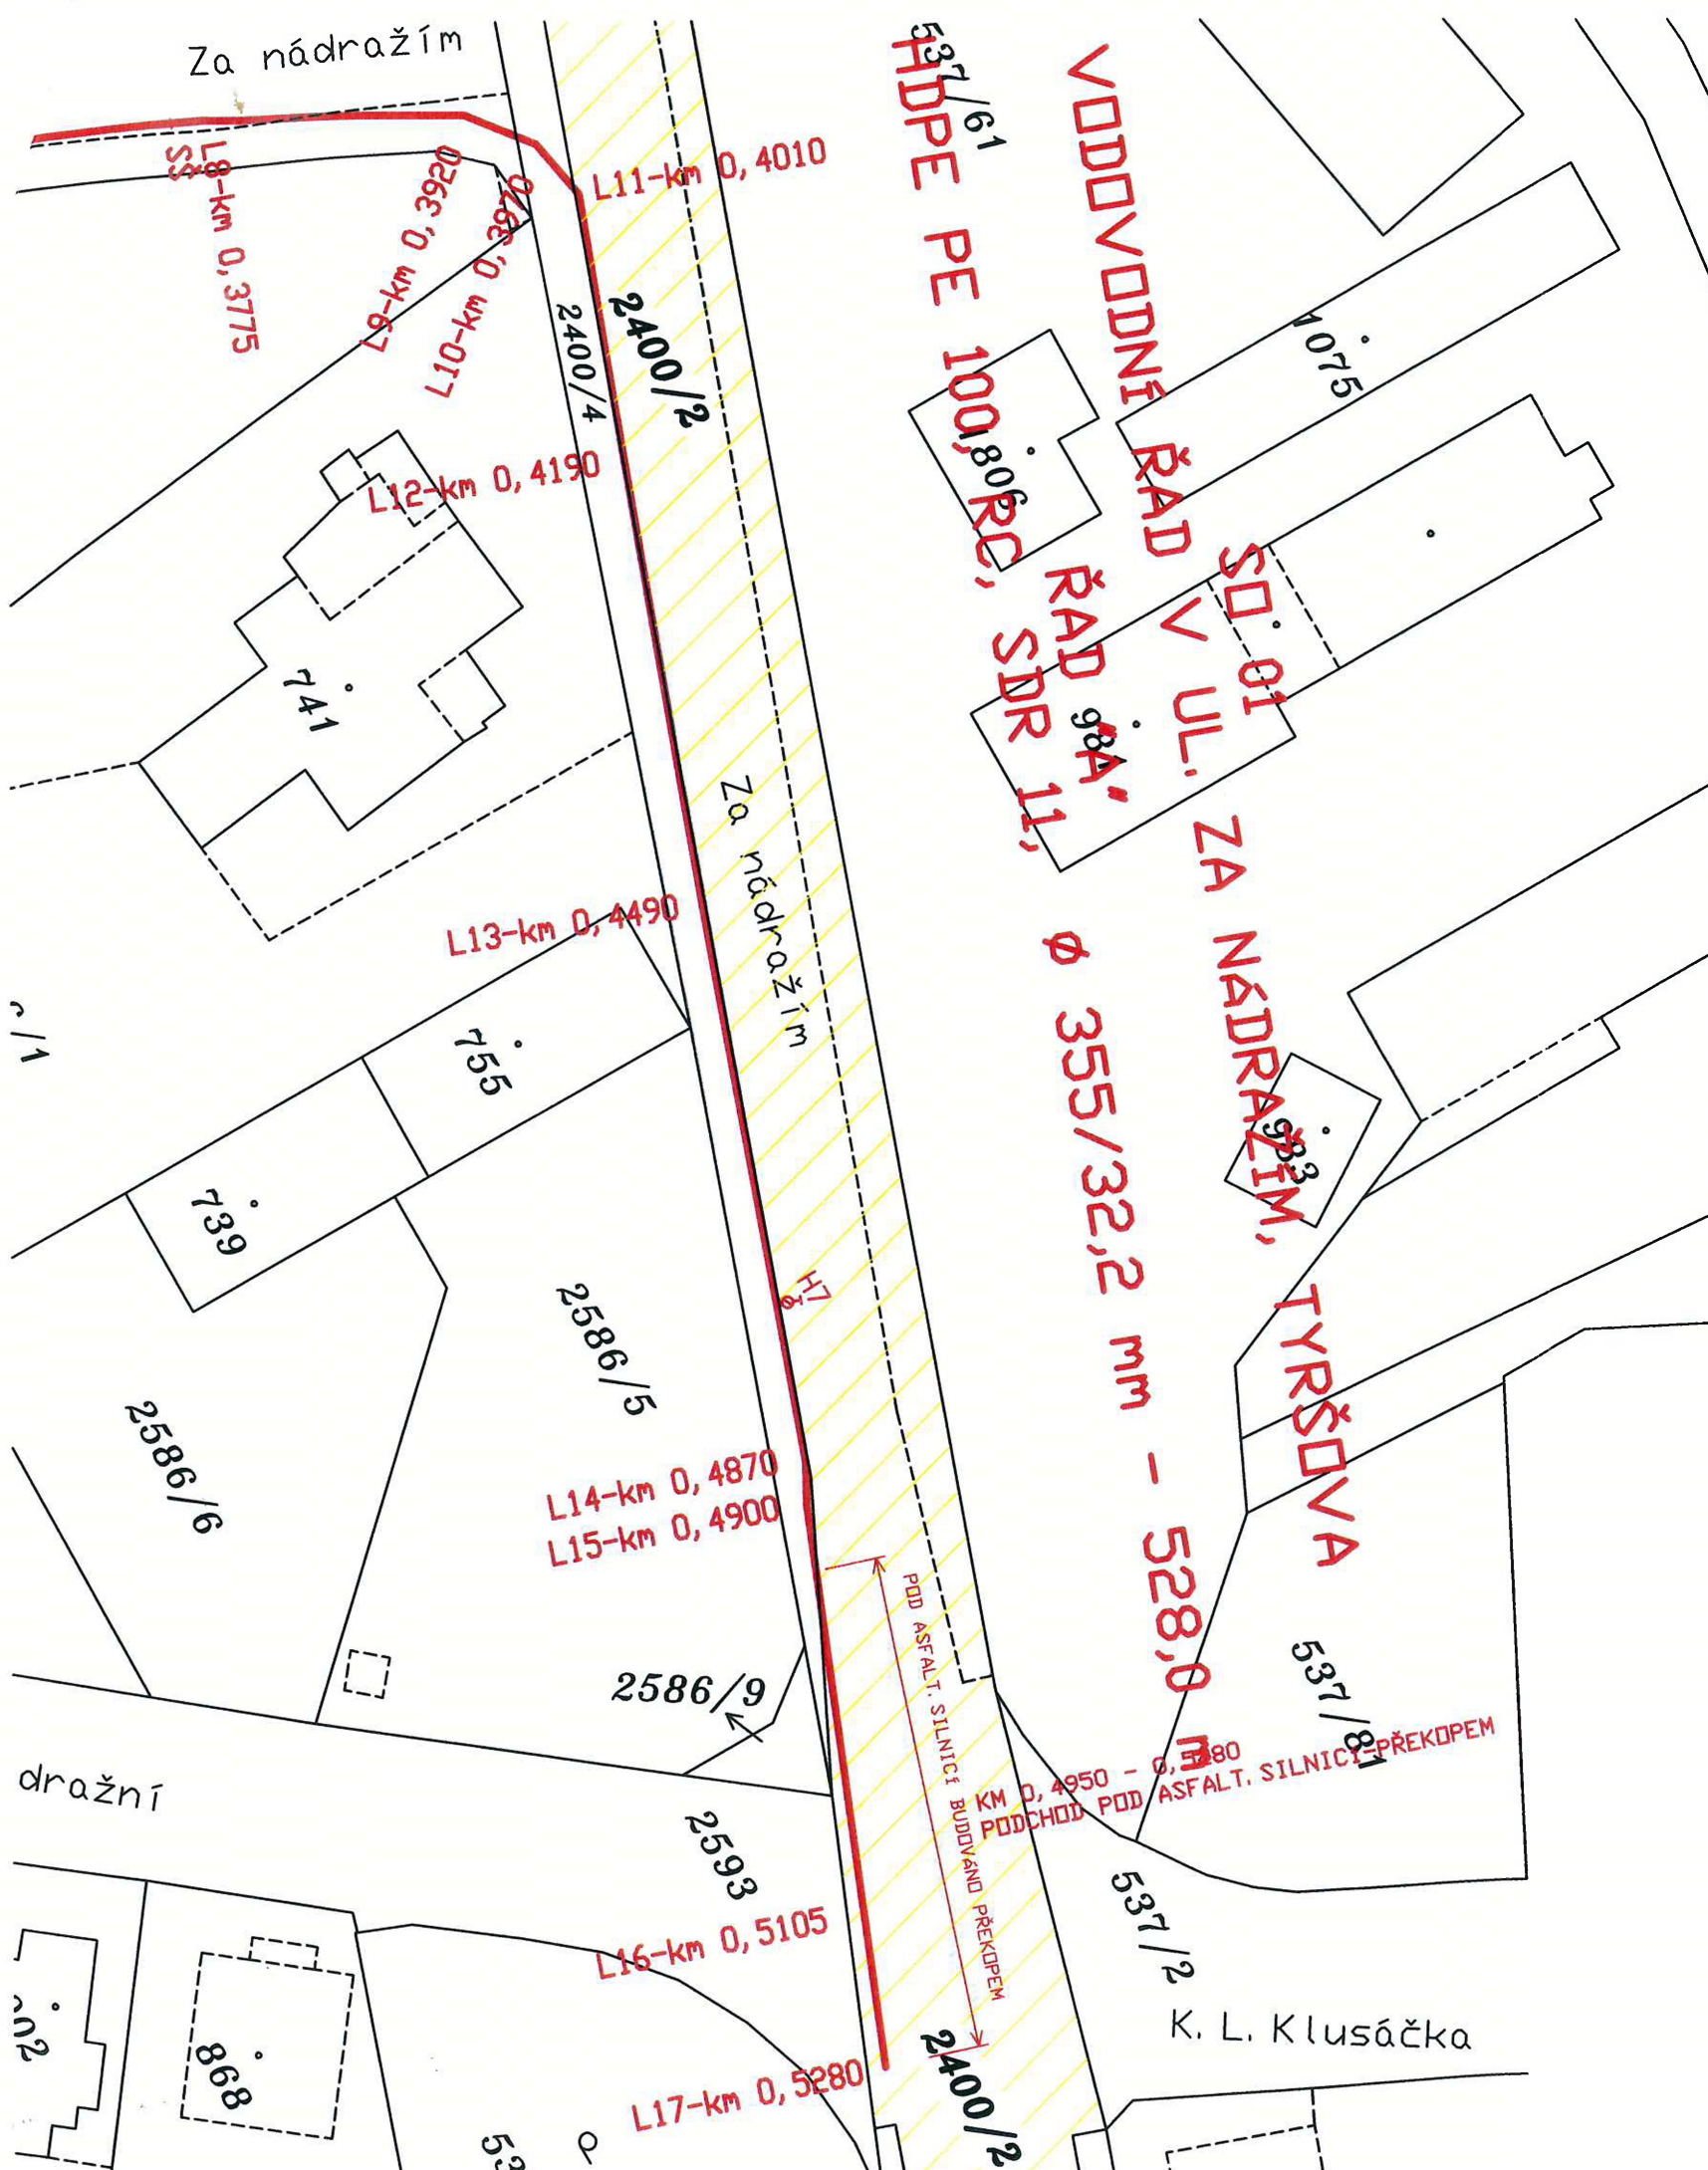 Za nádražím
537/61
VODOVODNÍ ŘAD V UL. ZA NÁDRAŽÍM, TYRŠOVA
SO 01
ŘAD "A"
HDPE PE 100, RC, SDR 11, ø 355/32,2 mm - 528,0 m
SŠ
L8-km 0,3775
L9-km 0,3920
L10-km 0,3970
L11-km 0,4010
2400/4
2400/2
1075
L12-km 0,4190
741
Za nádražím
L13-km 0,4490
755
983
739
H7
2586/5
2586/6
L14-km 0,4870
L15-km 0,4900
POD ASFALT. SILNICÍ BUDOVÁNO PŘEKOPEM
2586/9
537/81
KM 0,4950 - 0,5280
PODCHOD POD ASFALT. SILNICÍ-PŘEKOPEM
dražní
2593
537/2
L16-km 0,5105
K. L. Klusáčka
868
L17-km 0,5280
2400/2